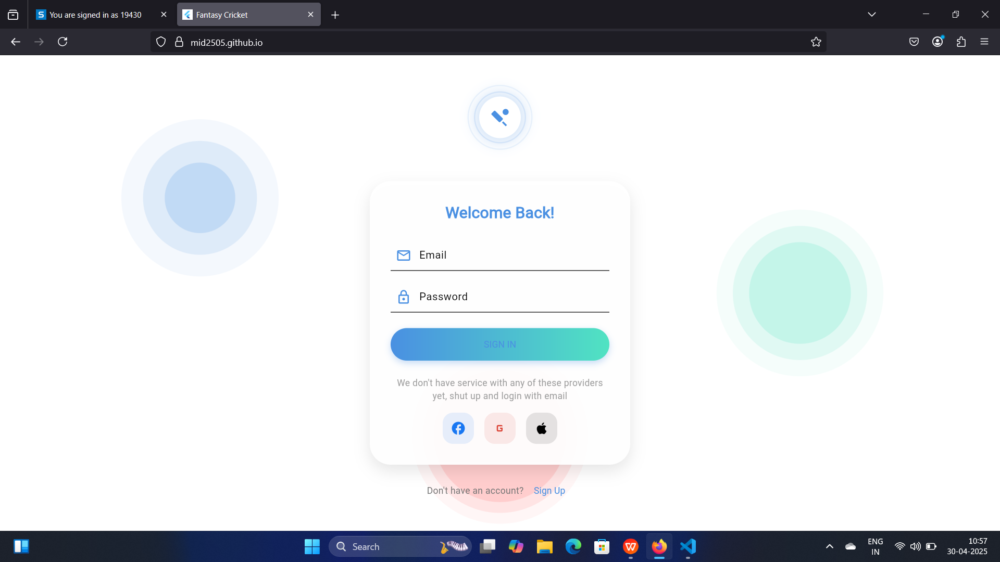 You are signed in as 19430
Fantasy Cricket
mid2505.github.io
Welcome Back!
Email
Password
SIGN IN
We don't have service with any of these providers
yet, shut up and login with email
G
Don't have an account? Sign Up
Search
ENG
IN
10:57
30-04-2025